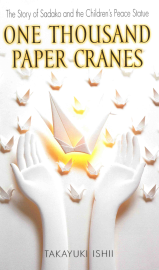 The Story of Sadako and the Children's Peace Statue
ONE THOUSAND
PAPER CRANES
TAKAYUKI ISHII